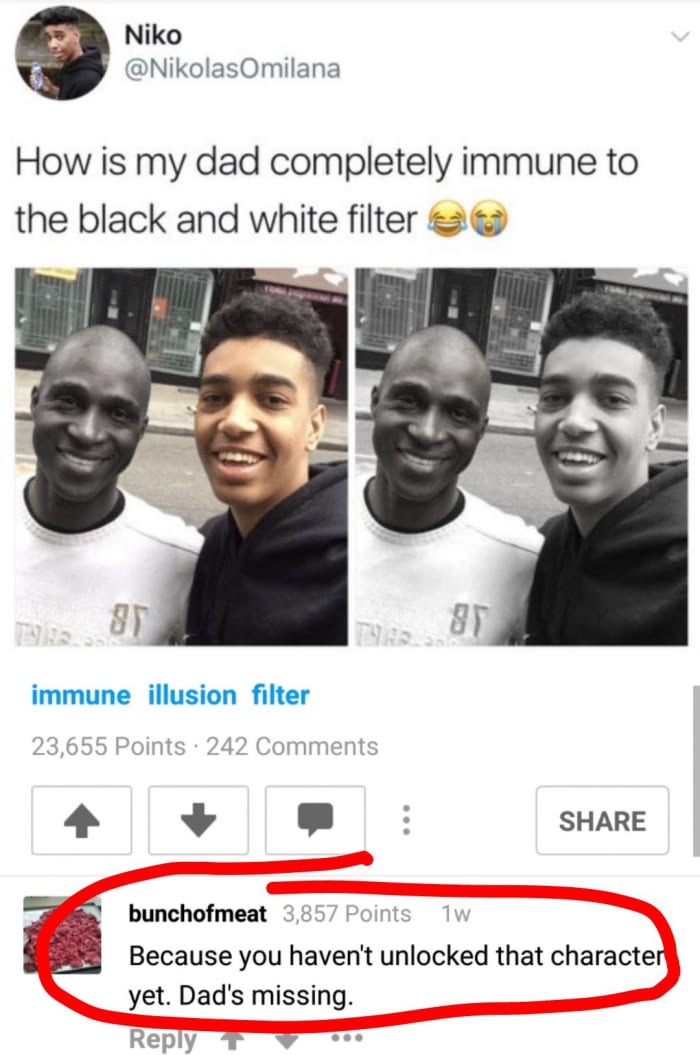 Niko
@NikolasOmilana
How is my dad completely immune to
the black and white filter 😂😭
87
87
immune illusion filter
23,655 Points · 242 Comments
SHARE
bunchofmeat 3,857 Points 1w
Because you haven't unlocked that character
yet. Dad's missing.
Reply